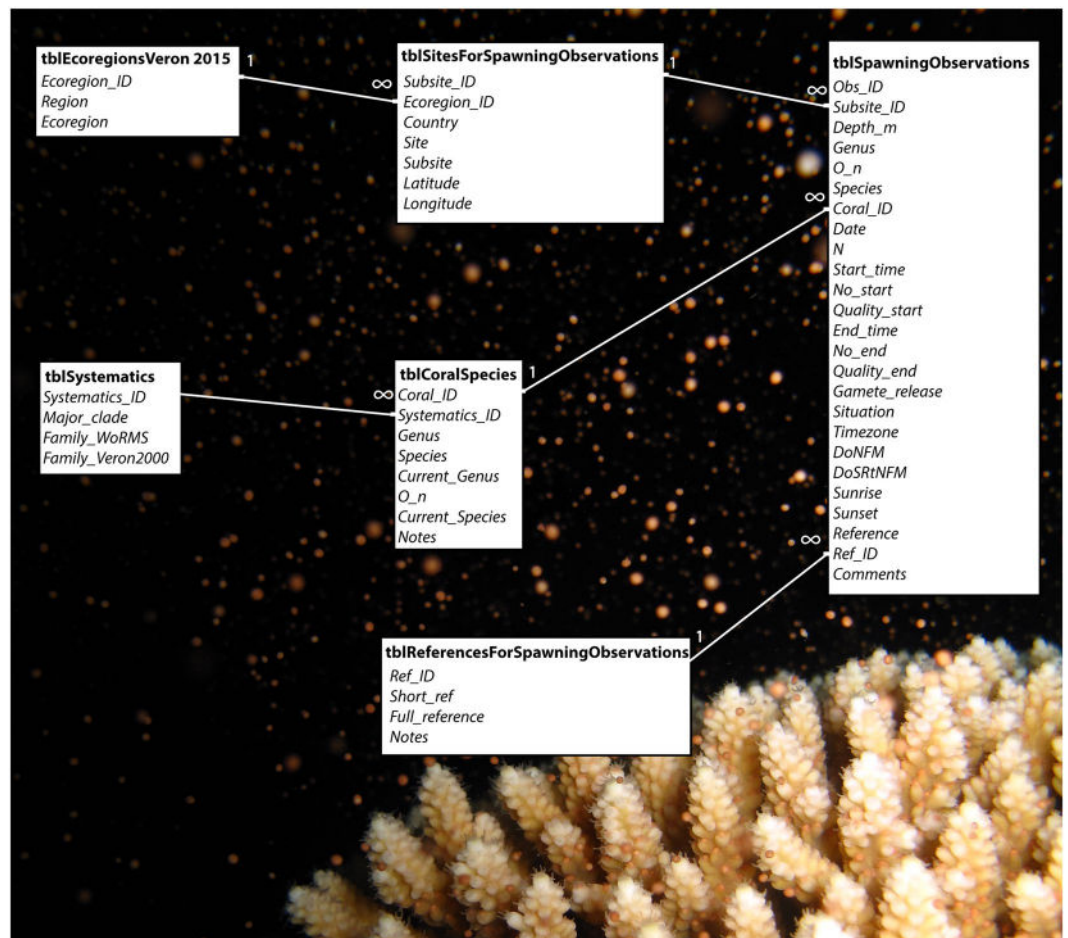 tblEcoregionsVeron 2015
Ecoregion_ID
Region
Ecoregion
1
∞
tblSitesForSpawningObservations
Subsite_ID
Ecoregion_ID
Country
Site
Subsite
Latitude
Longitude
1
∞
tblSpawningObservations
Obs_ID
Subsite_ID
Depth_m
Genus
O_n
Species
Coral_ID
Date
N
Start_time
No_start
Quality_start
End_time
No_end
Quality_end
Gamete_release
Situation
Timezone
DoNFM
DoSRtNFM
Sunrise
Sunset
Reference
Ref_ID
Comments
∞
∞
tblSystematics
Systematics_ID
Major_clade
Family_WoRMS
Family_Veron2000
∞
tblCoralSpecies
Coral_ID
Systematics_ID
Genus
Species
Current_Genus
O_n
Current_Species
Notes
1
tblReferencesForSpawningObservations
Ref_ID
Short_ref
Full_reference
Notes
1